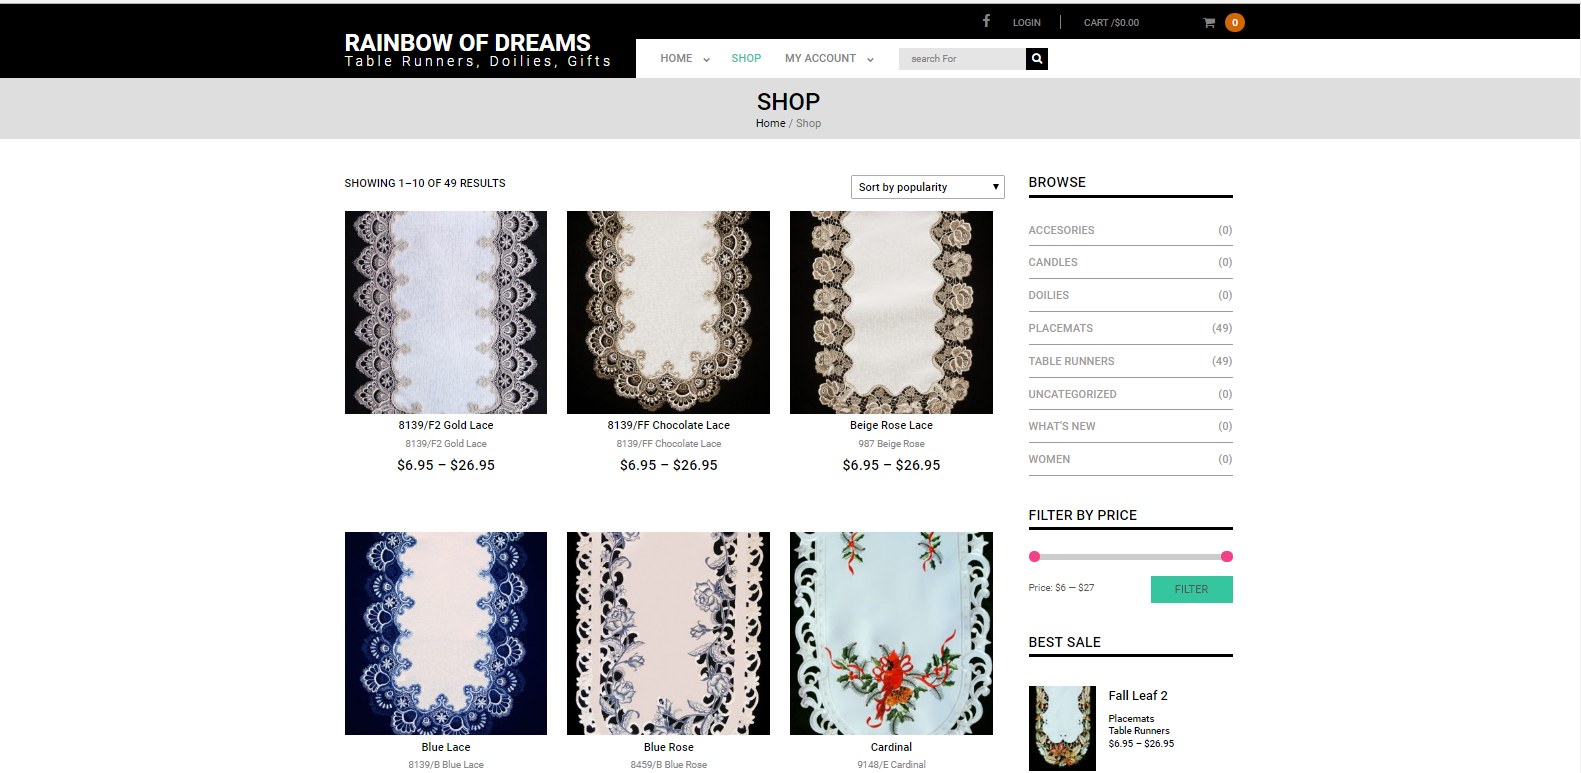 LOGIN
CART /$0.00
0
RAINBOW OF DREAMS
Table Runners, Doilies, Gifts
HOME
SHOP
MY ACCOUNT
search For
SHOP
Home / Shop
SHOWING 1–10 OF 49 RESULTS
Sort by popularity
8139/F2 Gold Lace
8139/F2 Gold Lace
$6.95 – $26.95
8139/FF Chocolate Lace
8139/FF Chocolate Lace
$6.95 – $26.95
Beige Rose Lace
987 Beige Rose
$6.95 – $26.95
Blue Lace
8139/B Blue Lace
Blue Rose
8459/B Blue Rose
Cardinal
9148/E Cardinal
BROWSE
ACCESORIES (0)
CANDLES (0)
DOILIES (0)
PLACEMATS (49)
TABLE RUNNERS (49)
UNCATEGORIZED (0)
WHAT'S NEW (0)
WOMEN (0)
FILTER BY PRICE
Price: $6 — $27
FILTER
BEST SALE
Fall Leaf 2
Placemats
Table Runners
$6.95 – $26.95